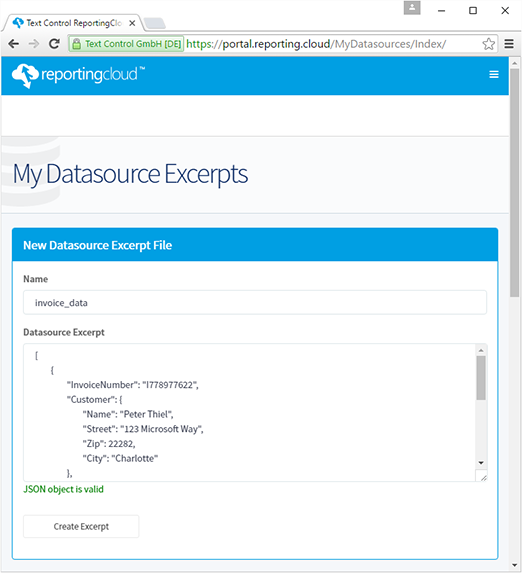 Text Control ReportingClo
Text Control GmbH [DE] https://portal.reporting.cloud/MyDatasources/Index/
reportingcloud™
My Datasource Excerpts
New Datasource Excerpt File
Name
invoice_data
Datasource Excerpt
[
{
"InvoiceNumber": "I778977622",
"Customer": {
"Name": "Peter Thiel",
"Street": "123 Microsoft Way",
"Zip": 22282,
"City": "Charlotte"
},
JSON object is valid
Create Excerpt